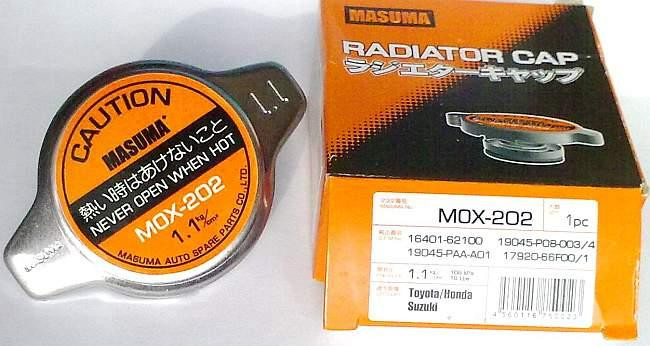 CAUTION
MASUMA
熱い時はあけないこと
NEVER OPEN WHEN HOT
MOX-202
1.1kg/cm²
MASUMA AUTO SPARE PARTS CO.,LTD.
MASUMA
1.1
MASUMA
RADIATOR CAP
ラジエターキャップ
MOX-202
1pc
16401-62100 19045-P08-003/4
19045-PAA-A01 17920-66F00/1
1.1
Toyota/Honda
Suzuki